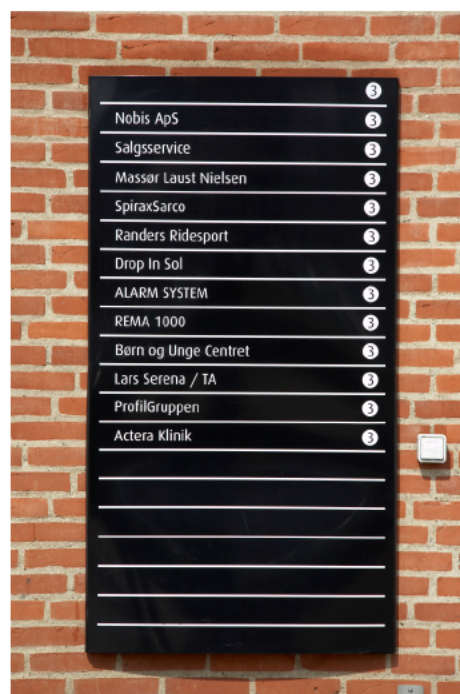 3
Nobis ApS 3
Salgsservice 3
Massør Laust Nielsen 3
SpiraxSarco 3
Randers Ridesport 3
Drop In Sol 3
ALARM SYSTEM 3
REMA 1000 3
Børn og Unge Centret 3
Lars Serena / TA 3
ProfilGruppen 3
Actera Klinik 3